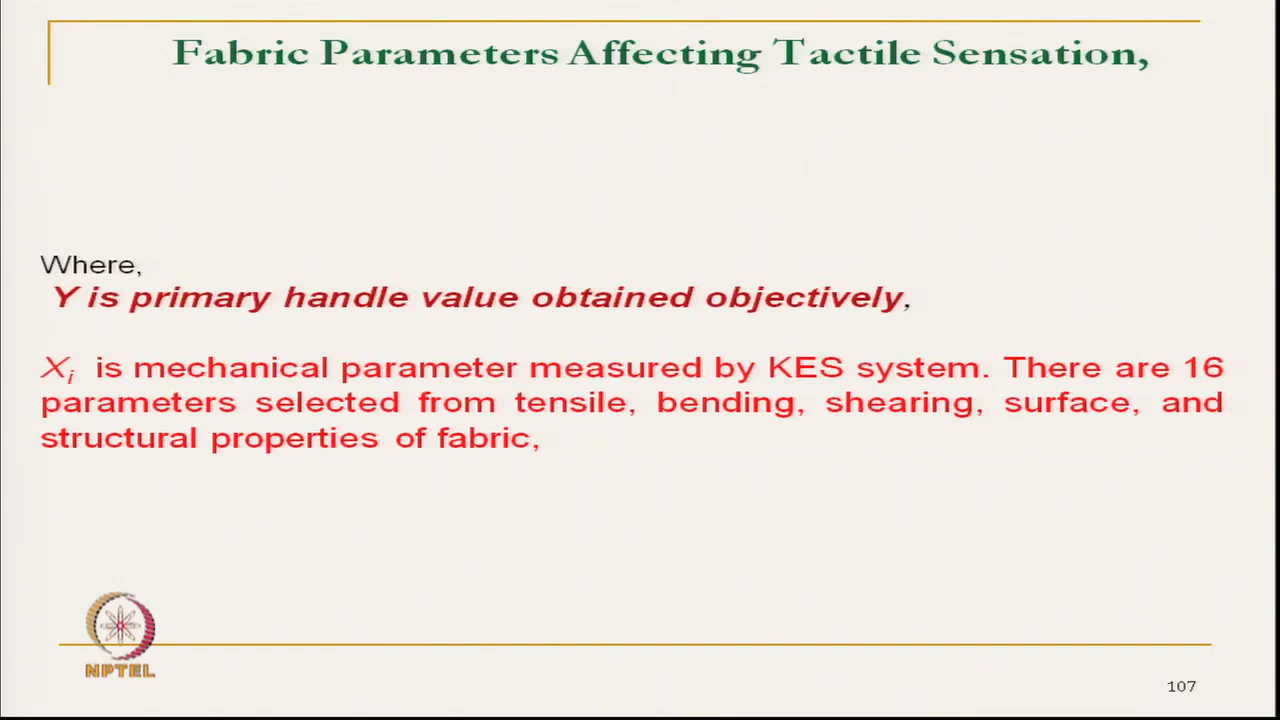 Fabric Parameters Affecting Tactile Sensation,
Where,
Y is primary handle value obtained objectively,
Xi is mechanical parameter measured by KES system. There are 16
parameters selected from tensile, bending, shearing, surface, and
structural properties of fabric,
NPTEL
107